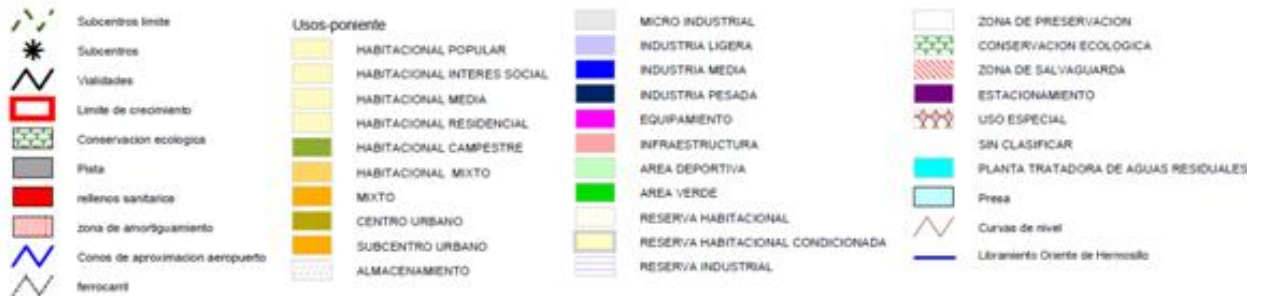 Subcentros limite
Subcentros
Vialidades
Limite de crecimiento
Conservacion ecologica
Pista
rellenos sanitarios
zona de amortiguamiento
Conos de aproximacion aeropuerto
ferrocarril
Usos-poniente
HABITACIONAL POPULAR
HABITACIONAL INTERES SOCIAL
HABITACIONAL MEDIA
HABITACIONAL RESIDENCIAL
HABITACIONAL CAMPESTRE
HABITACIONAL MIXTO
MIXTO
CENTRO URBANO
SUBCENTRO URBANO
ALMACENAMIENTO
MICRO INDUSTRIAL
INDUSTRIA LIGERA
INDUSTRIA MEDIA
INDUSTRIA PESADA
EQUIPAMIENTO
INFRAESTRUCTURA
AREA DEPORTIVA
AREA VERDE
RESERVA HABITACIONAL
RESERVA HABITACIONAL CONDICIONADA
RESERVA INDUSTRIAL
ZONA DE PRESERVACION
CONSERVACION ECOLOGICA
ZONA DE SALVAGUARDA
ESTACIONAMIENTO
USO ESPECIAL
SIN CLASIFICAR
PLANTA TRATADORA DE AGUAS RESIDUALES
Presa
Curvas de nivel
Libramiento Oriente de Hermosillo